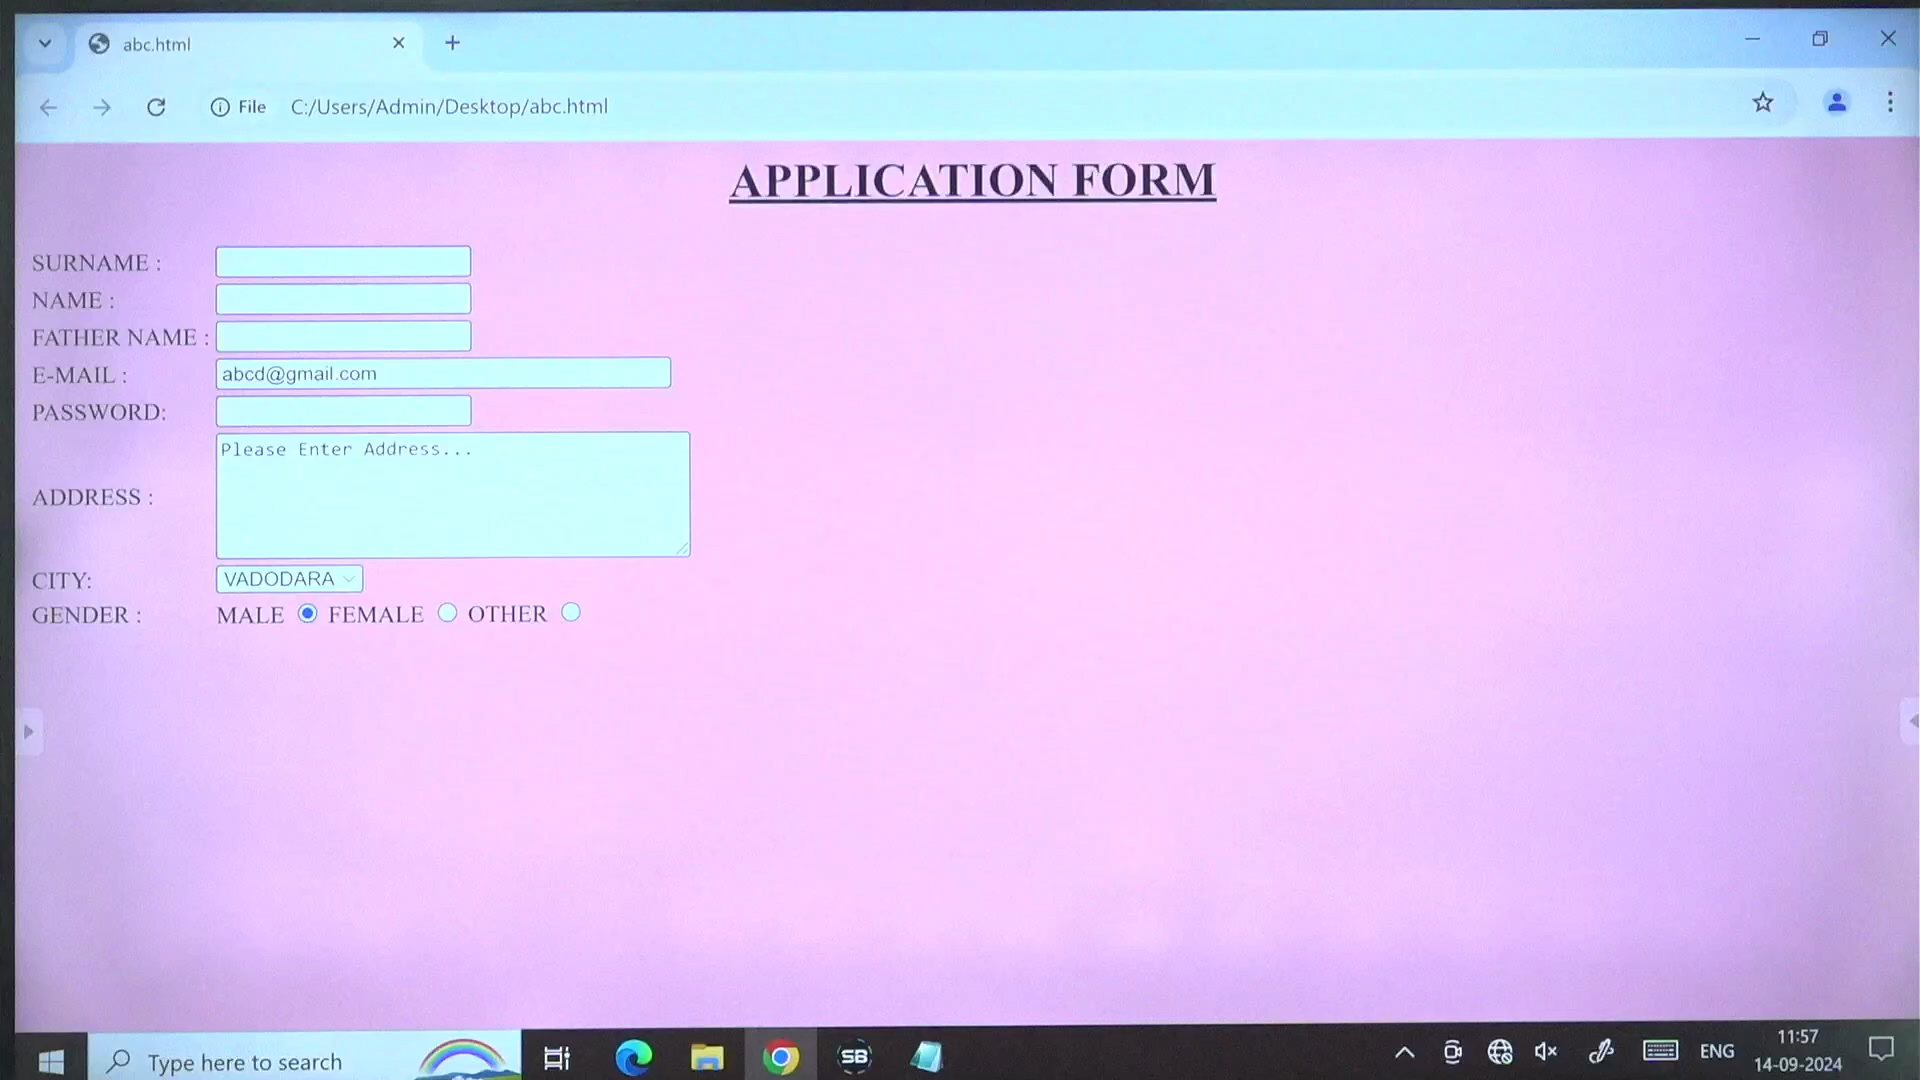 abc.html
File C:/Users/Admin/Desktop/abc.html
APPLICATION FORM
SURNAME :
NAME :
FATHER NAME :
E-MAIL : abcd@gmail.com
PASSWORD:
ADDRESS : Please Enter Address...
CITY: VADODARA
GENDER : MALE FEMALE OTHER
Type here to search
SB
ENG
11:57
14-09-2024